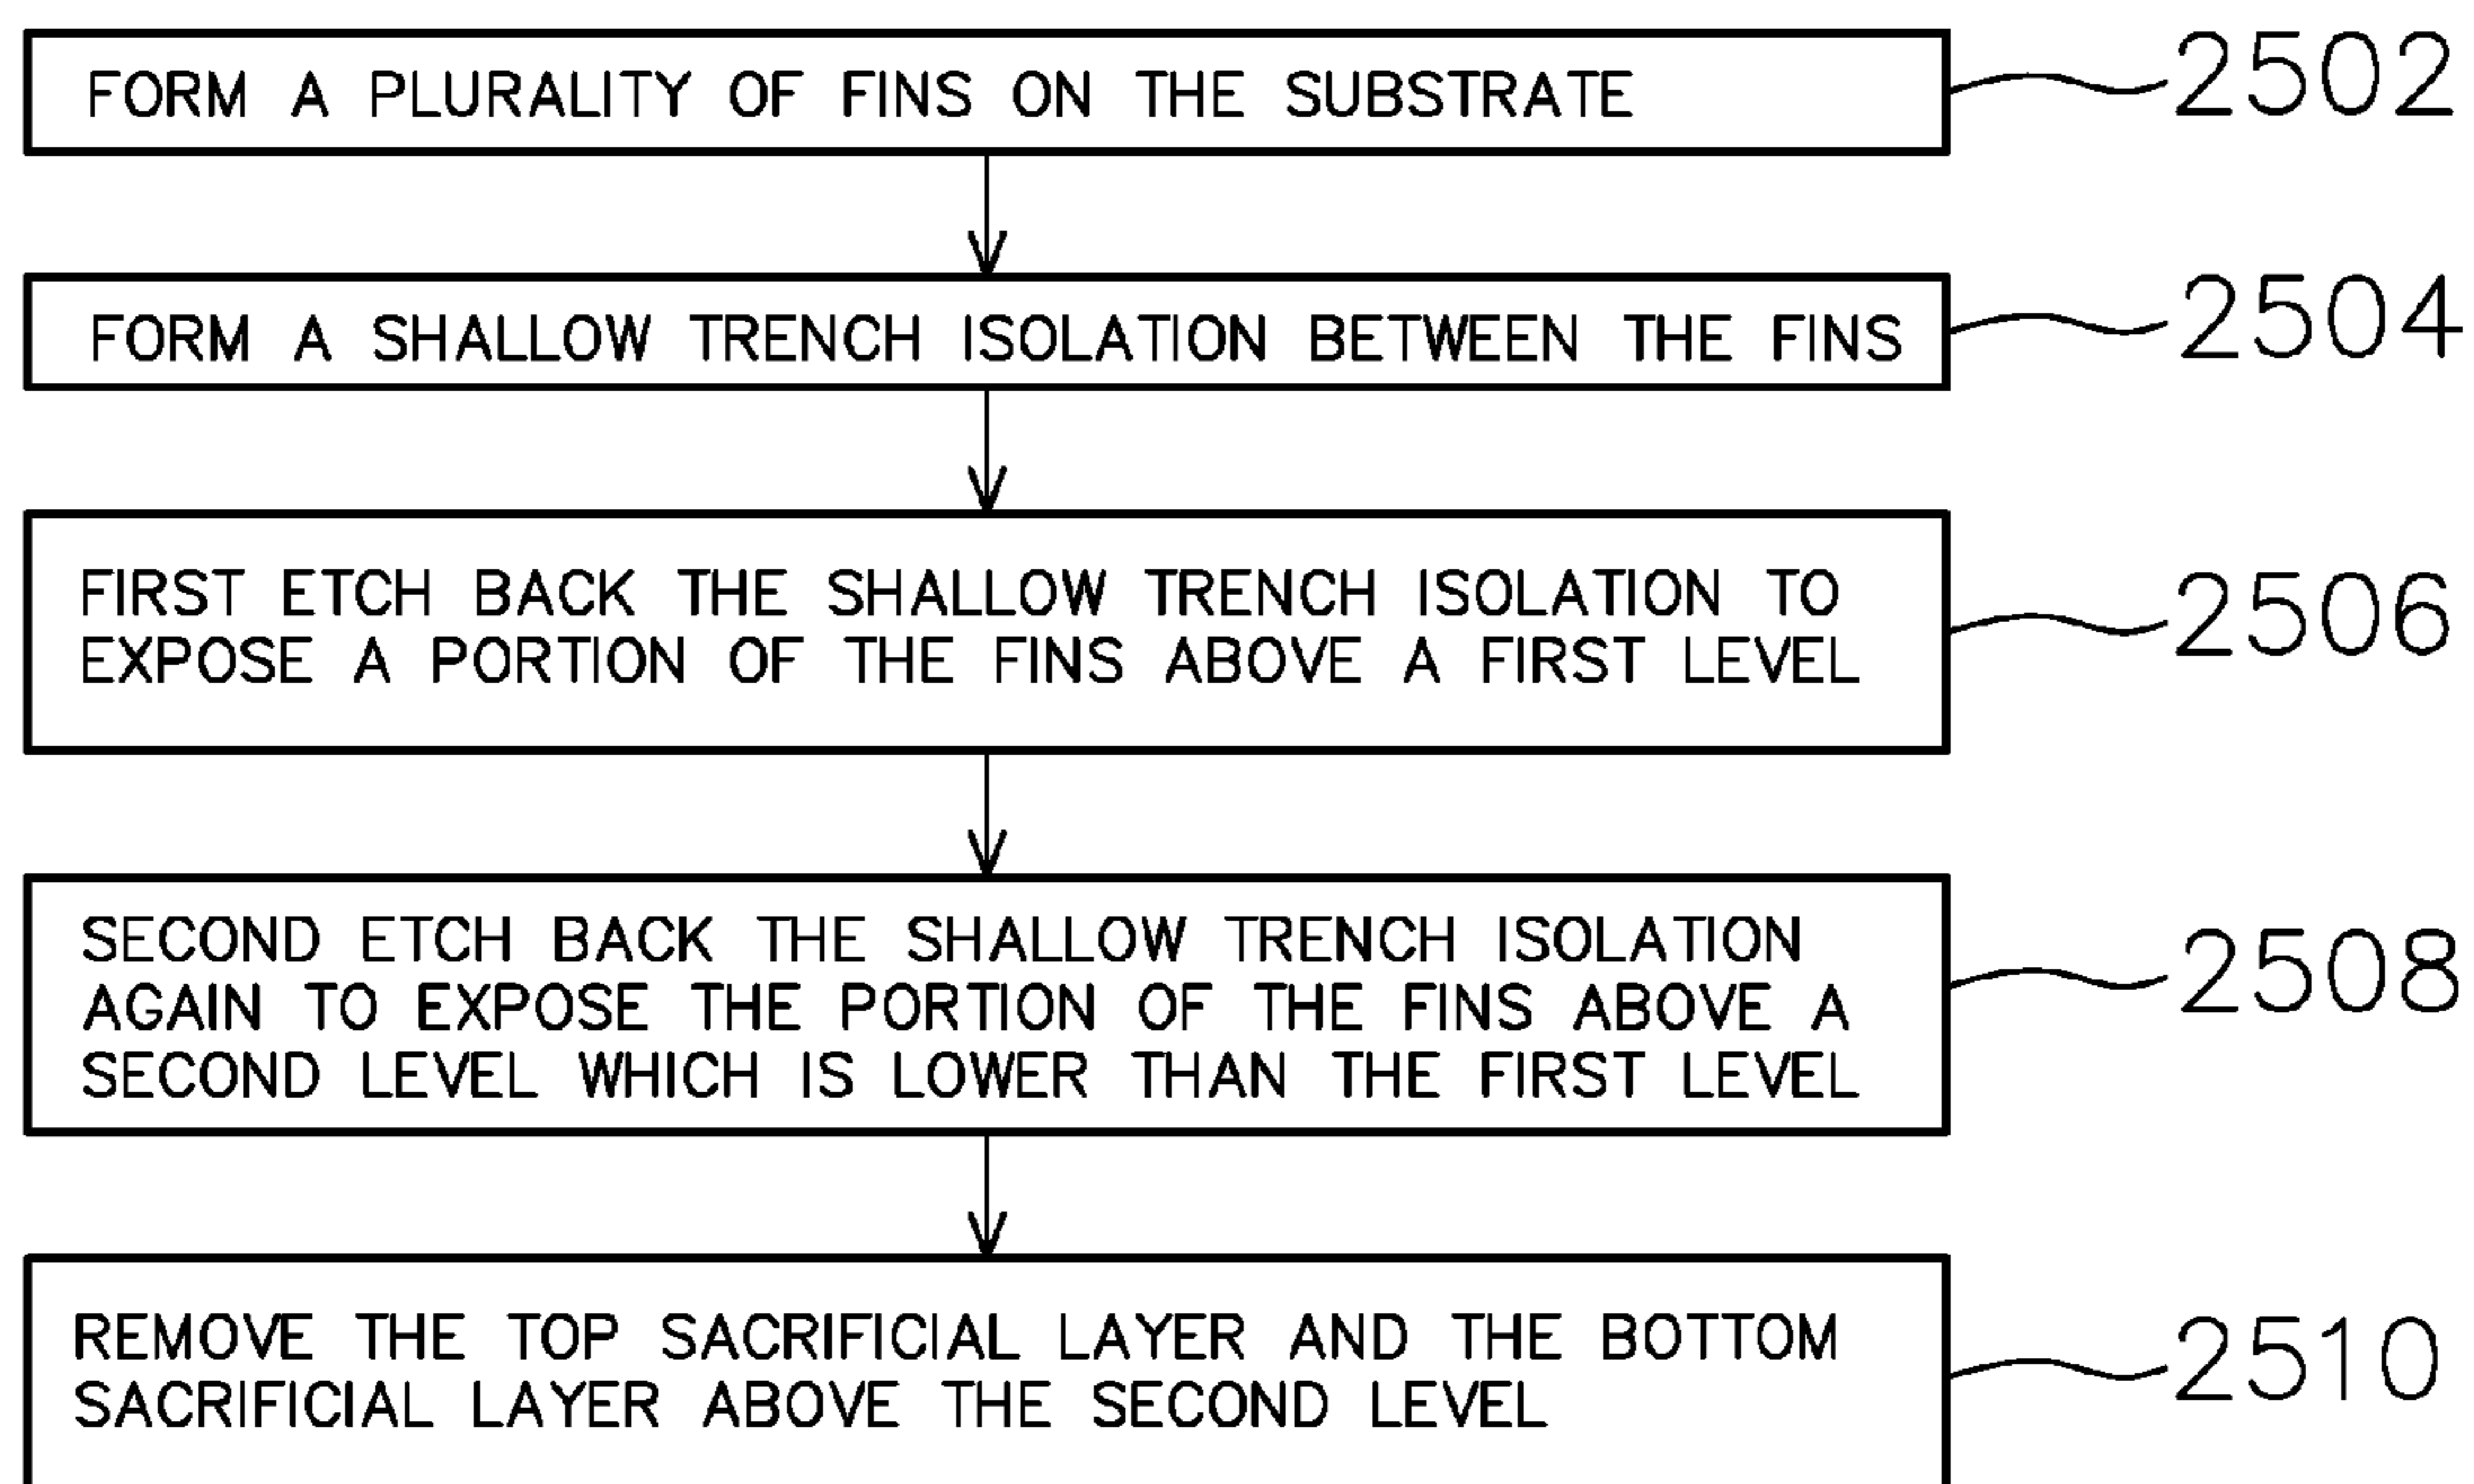 FORM A PLURALITY OF FINS ON THE SUBSTRATE
2502
FORM A SHALLOW TRENCH ISOLATION BETWEEN THE FINS
2504
FIRST ETCH BACK THE SHALLOW TRENCH ISOLATION TO
EXPOSE A PORTION OF THE FINS ABOVE A FIRST LEVEL
2506
SECOND ETCH BACK THE SHALLOW TRENCH ISOLATION
AGAIN TO EXPOSE THE PORTION OF THE FINS ABOVE A
SECOND LEVEL WHICH IS LOWER THAN THE FIRST LEVEL
2508
REMOVE THE TOP SACRIFICIAL LAYER AND THE BOTTOM
SACRIFICIAL LAYER ABOVE THE SECOND LEVEL
2510